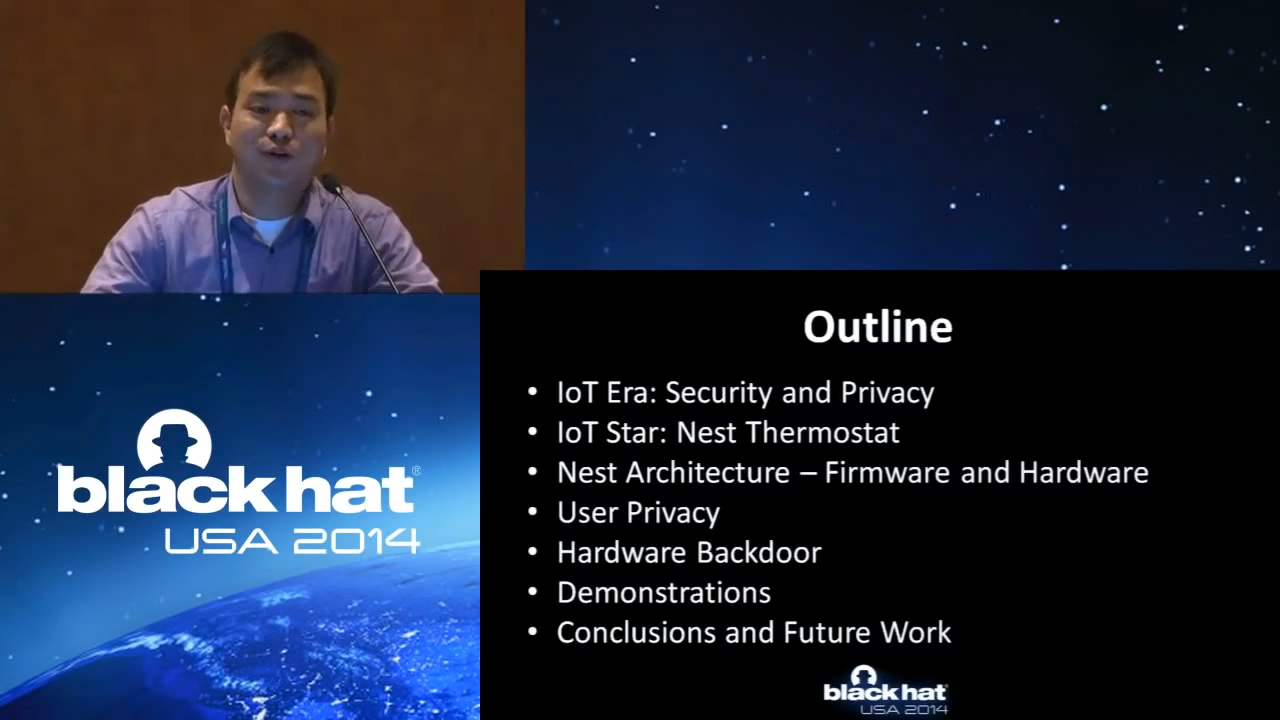 black hat®
USA 2014
Outline
• IoT Era: Security and Privacy
• IoT Star: Nest Thermostat
• Nest Architecture – Firmware and Hardware
• User Privacy
• Hardware Backdoor
• Demonstrations
• Conclusions and Future Work
black hat
USA 2014